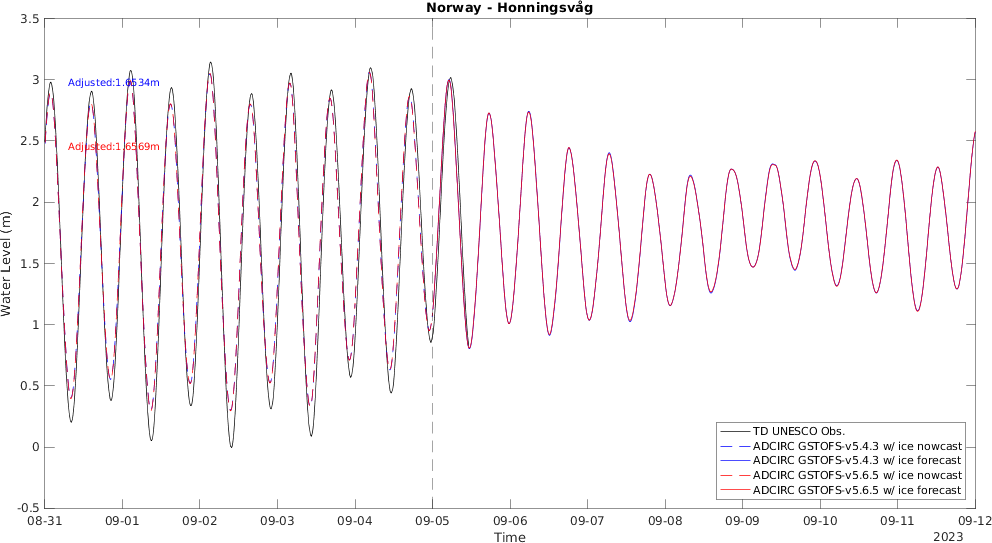 Norway - Honningsvåg
3.5
3
2.5
2
1.5
1
0.5
0
-0.5
Water Level (m)
Adjusted:1.6534m
Adjusted:1.6569m
TD UNESCO Obs.
ADCIRC GSTOFS-v5.4.3 w/ ice nowcast
ADCIRC GSTOFS-v5.4.3 w/ ice forecast
ADCIRC GSTOFS-v5.6.5 w/ ice nowcast
ADCIRC GSTOFS-v5.6.5 w/ ice forecast
08-31 09-01 09-02 09-03 09-04 09-05 09-06 09-07 09-08 09-09 09-10 09-11 09-12
Time
2023